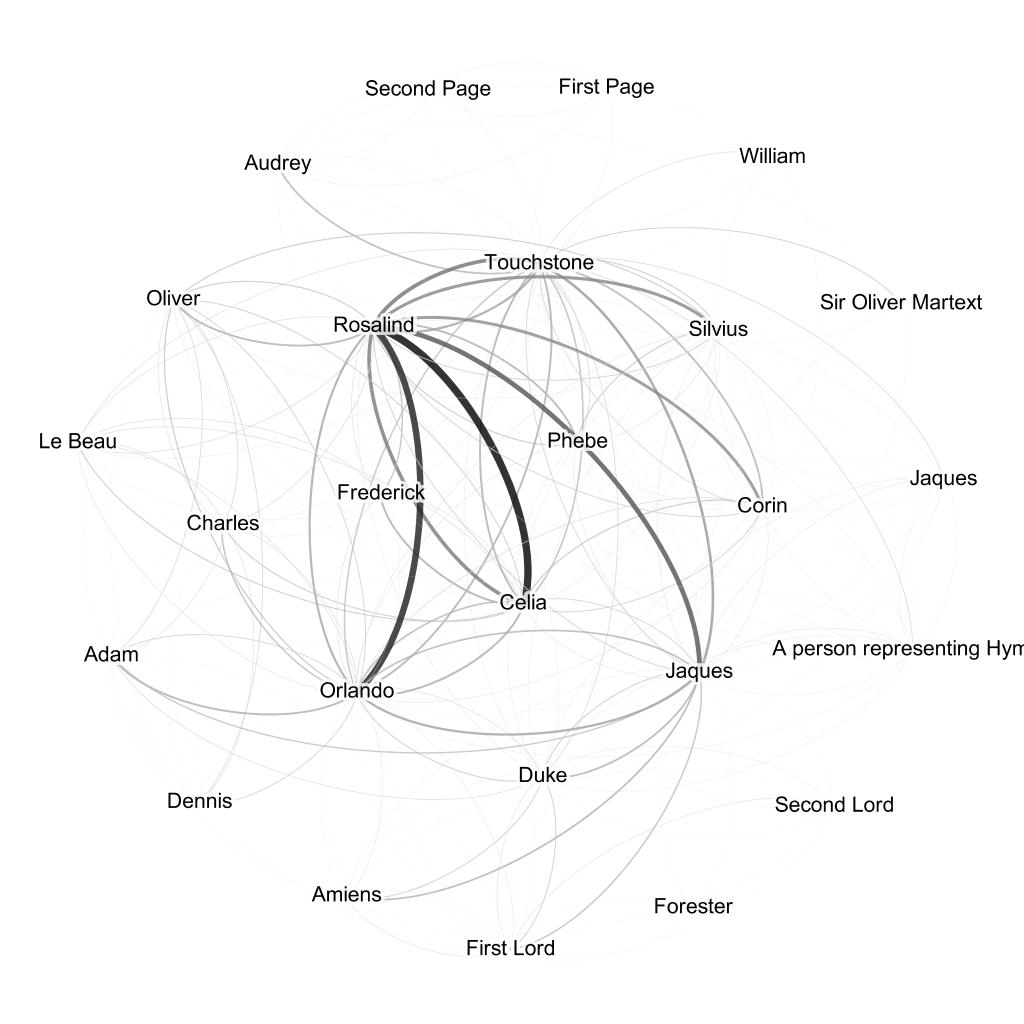 Second Page
First Page
William
Audrey
Touchstone
Oliver
Sir Oliver Martext
Rosalind
Silvius
Le Beau
Phebe
Jaques
Frederick
Corin
Charles
Celia
A person representing Hym
Adam
Jaques
Orlando
Duke
Dennis
Second Lord
Amiens
Forester
First Lord